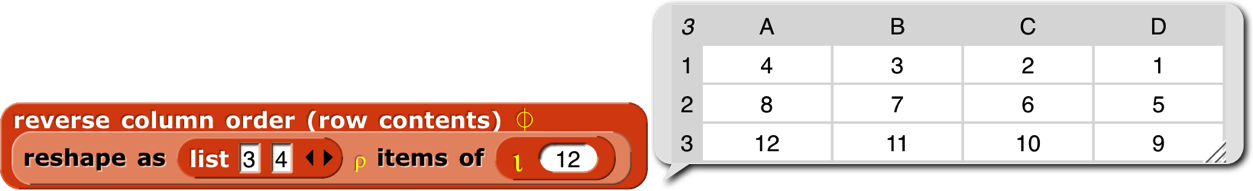 reverse column order (row contents) ⌽
reshape as list 3 4 ρ items of ι 12
3 A B C D
1 4 3 2 1
2 8 7 6 5
3 12 11 10 9